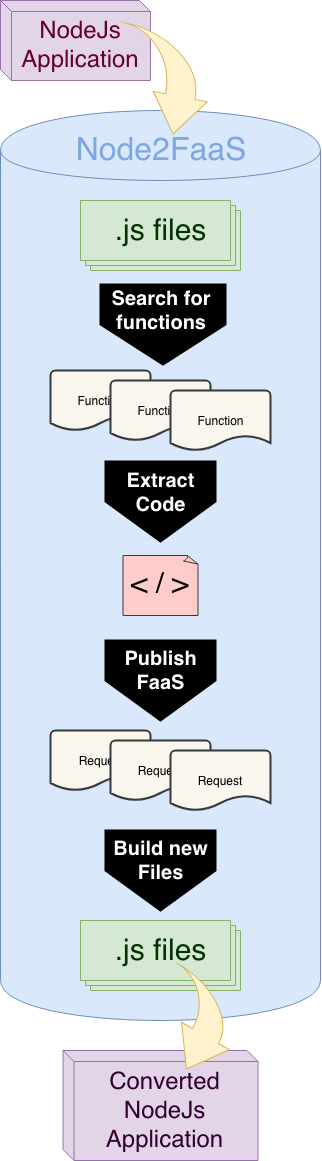 NodeJs
Application
Node2FaaS
.js files
Search for
functions
Functi
Functi
Function
Extract
Code
< / >
Publish
FaaS
Reque
Reque
Request
Build new
Files
.js files
Converted
NodeJs
Application